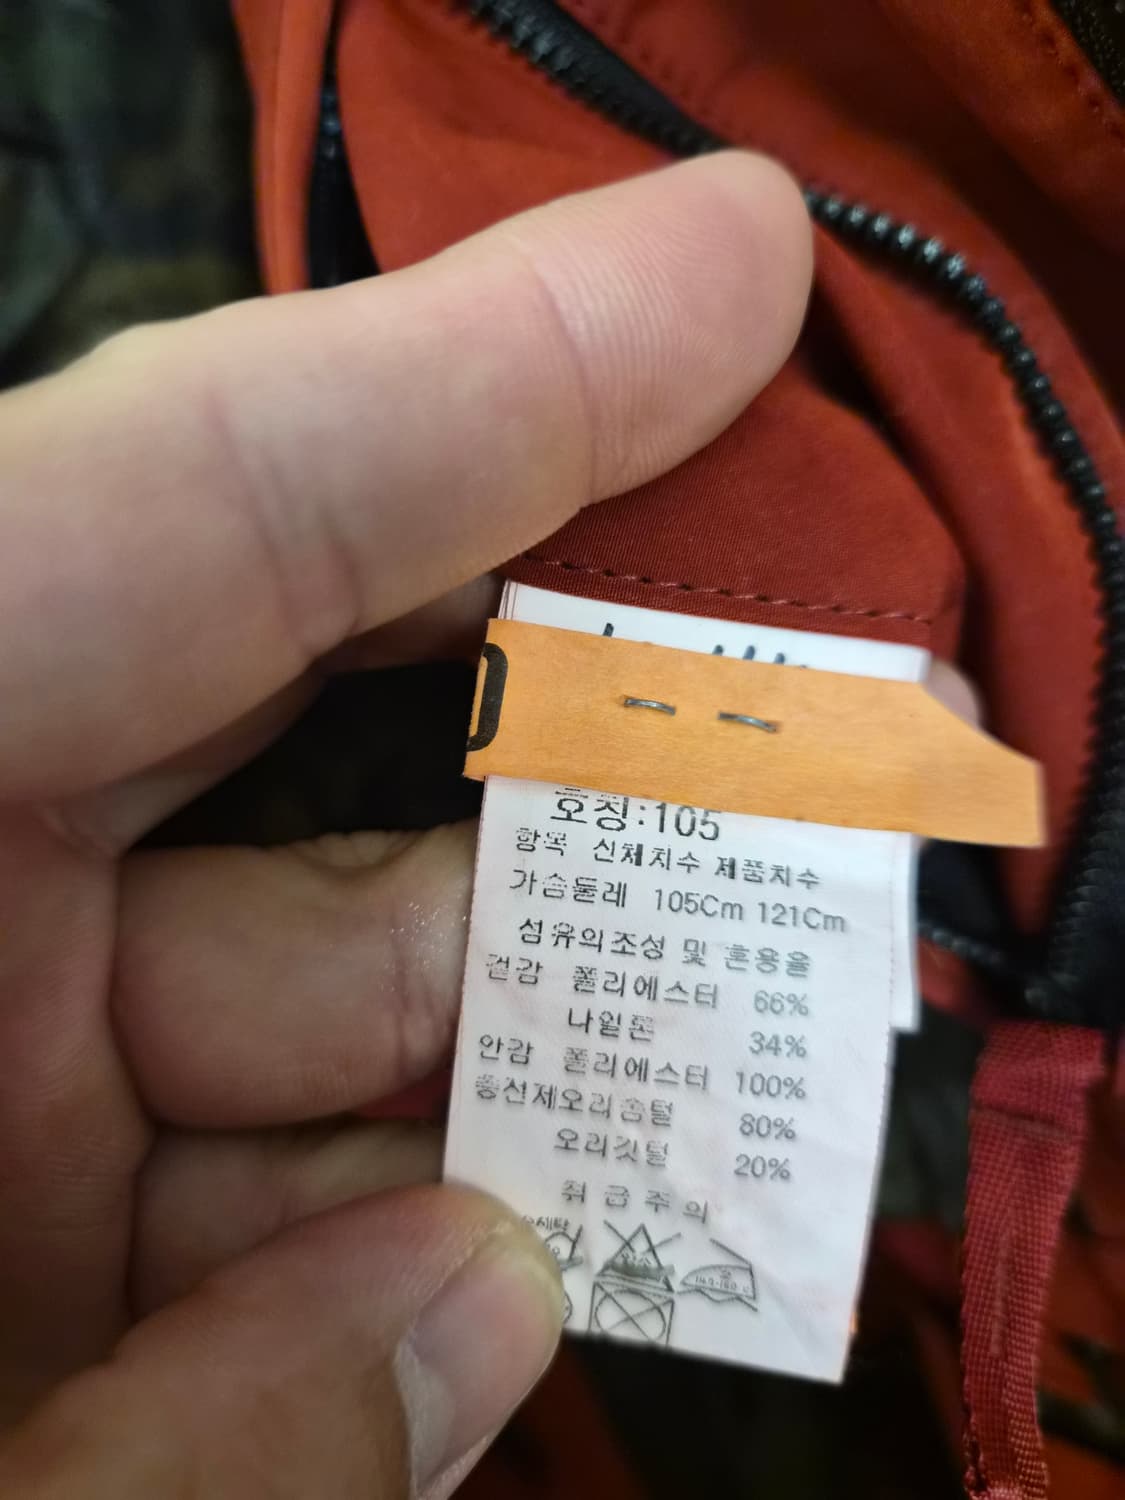 호칭:105
항목 신체치수 제품치수
가슴둘레 105Cm 121Cm
섬유의조성 및 혼용율
겉감 폴리에스터 66%
나일론 34%
안감 폴리에스터 100%
충전재오리솜털 80%
오리깃털 20%
취급주의